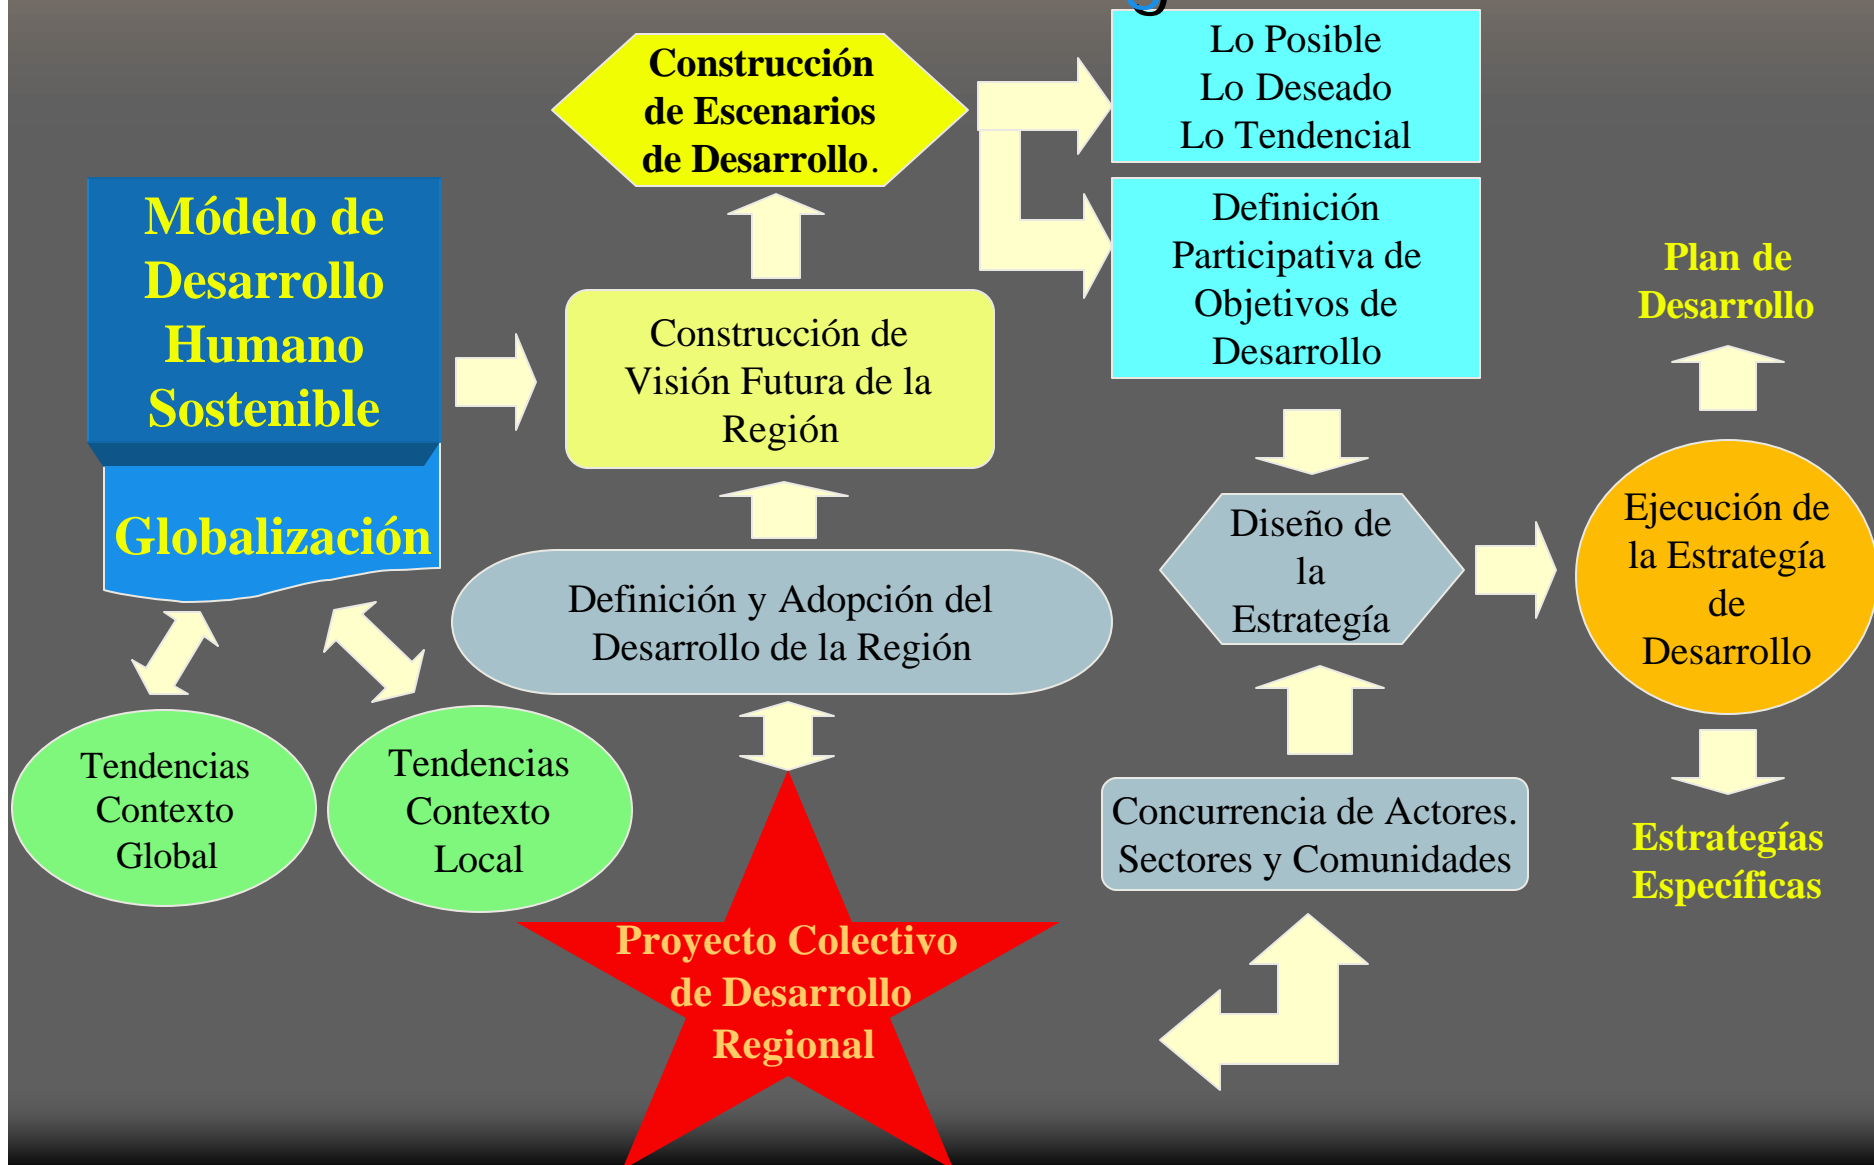 Construcción
de Escenarios
de Desarrollo.
Lo Posible
Lo Deseado
Lo Tendencial
Módelo de
Desarrollo
Humano
Sostenible
Globalización
Construcción de
Visión Futura de la
Región
Definición
Participativa de
Objetivos de
Desarrollo
Plan de
Desarrollo
Definición y Adopción del
Desarrollo de la Región
Diseño de
la
Estrategía
Ejecución de
la Estrategía
de
Desarrollo
Tendencias
Contexto
Global
Tendencias
Contexto
Local
Concurrencia de Actores.
Sectores y Comunidades
Estrategías
Específicas
Proyecto Colectivo
de Desarrollo
Regional